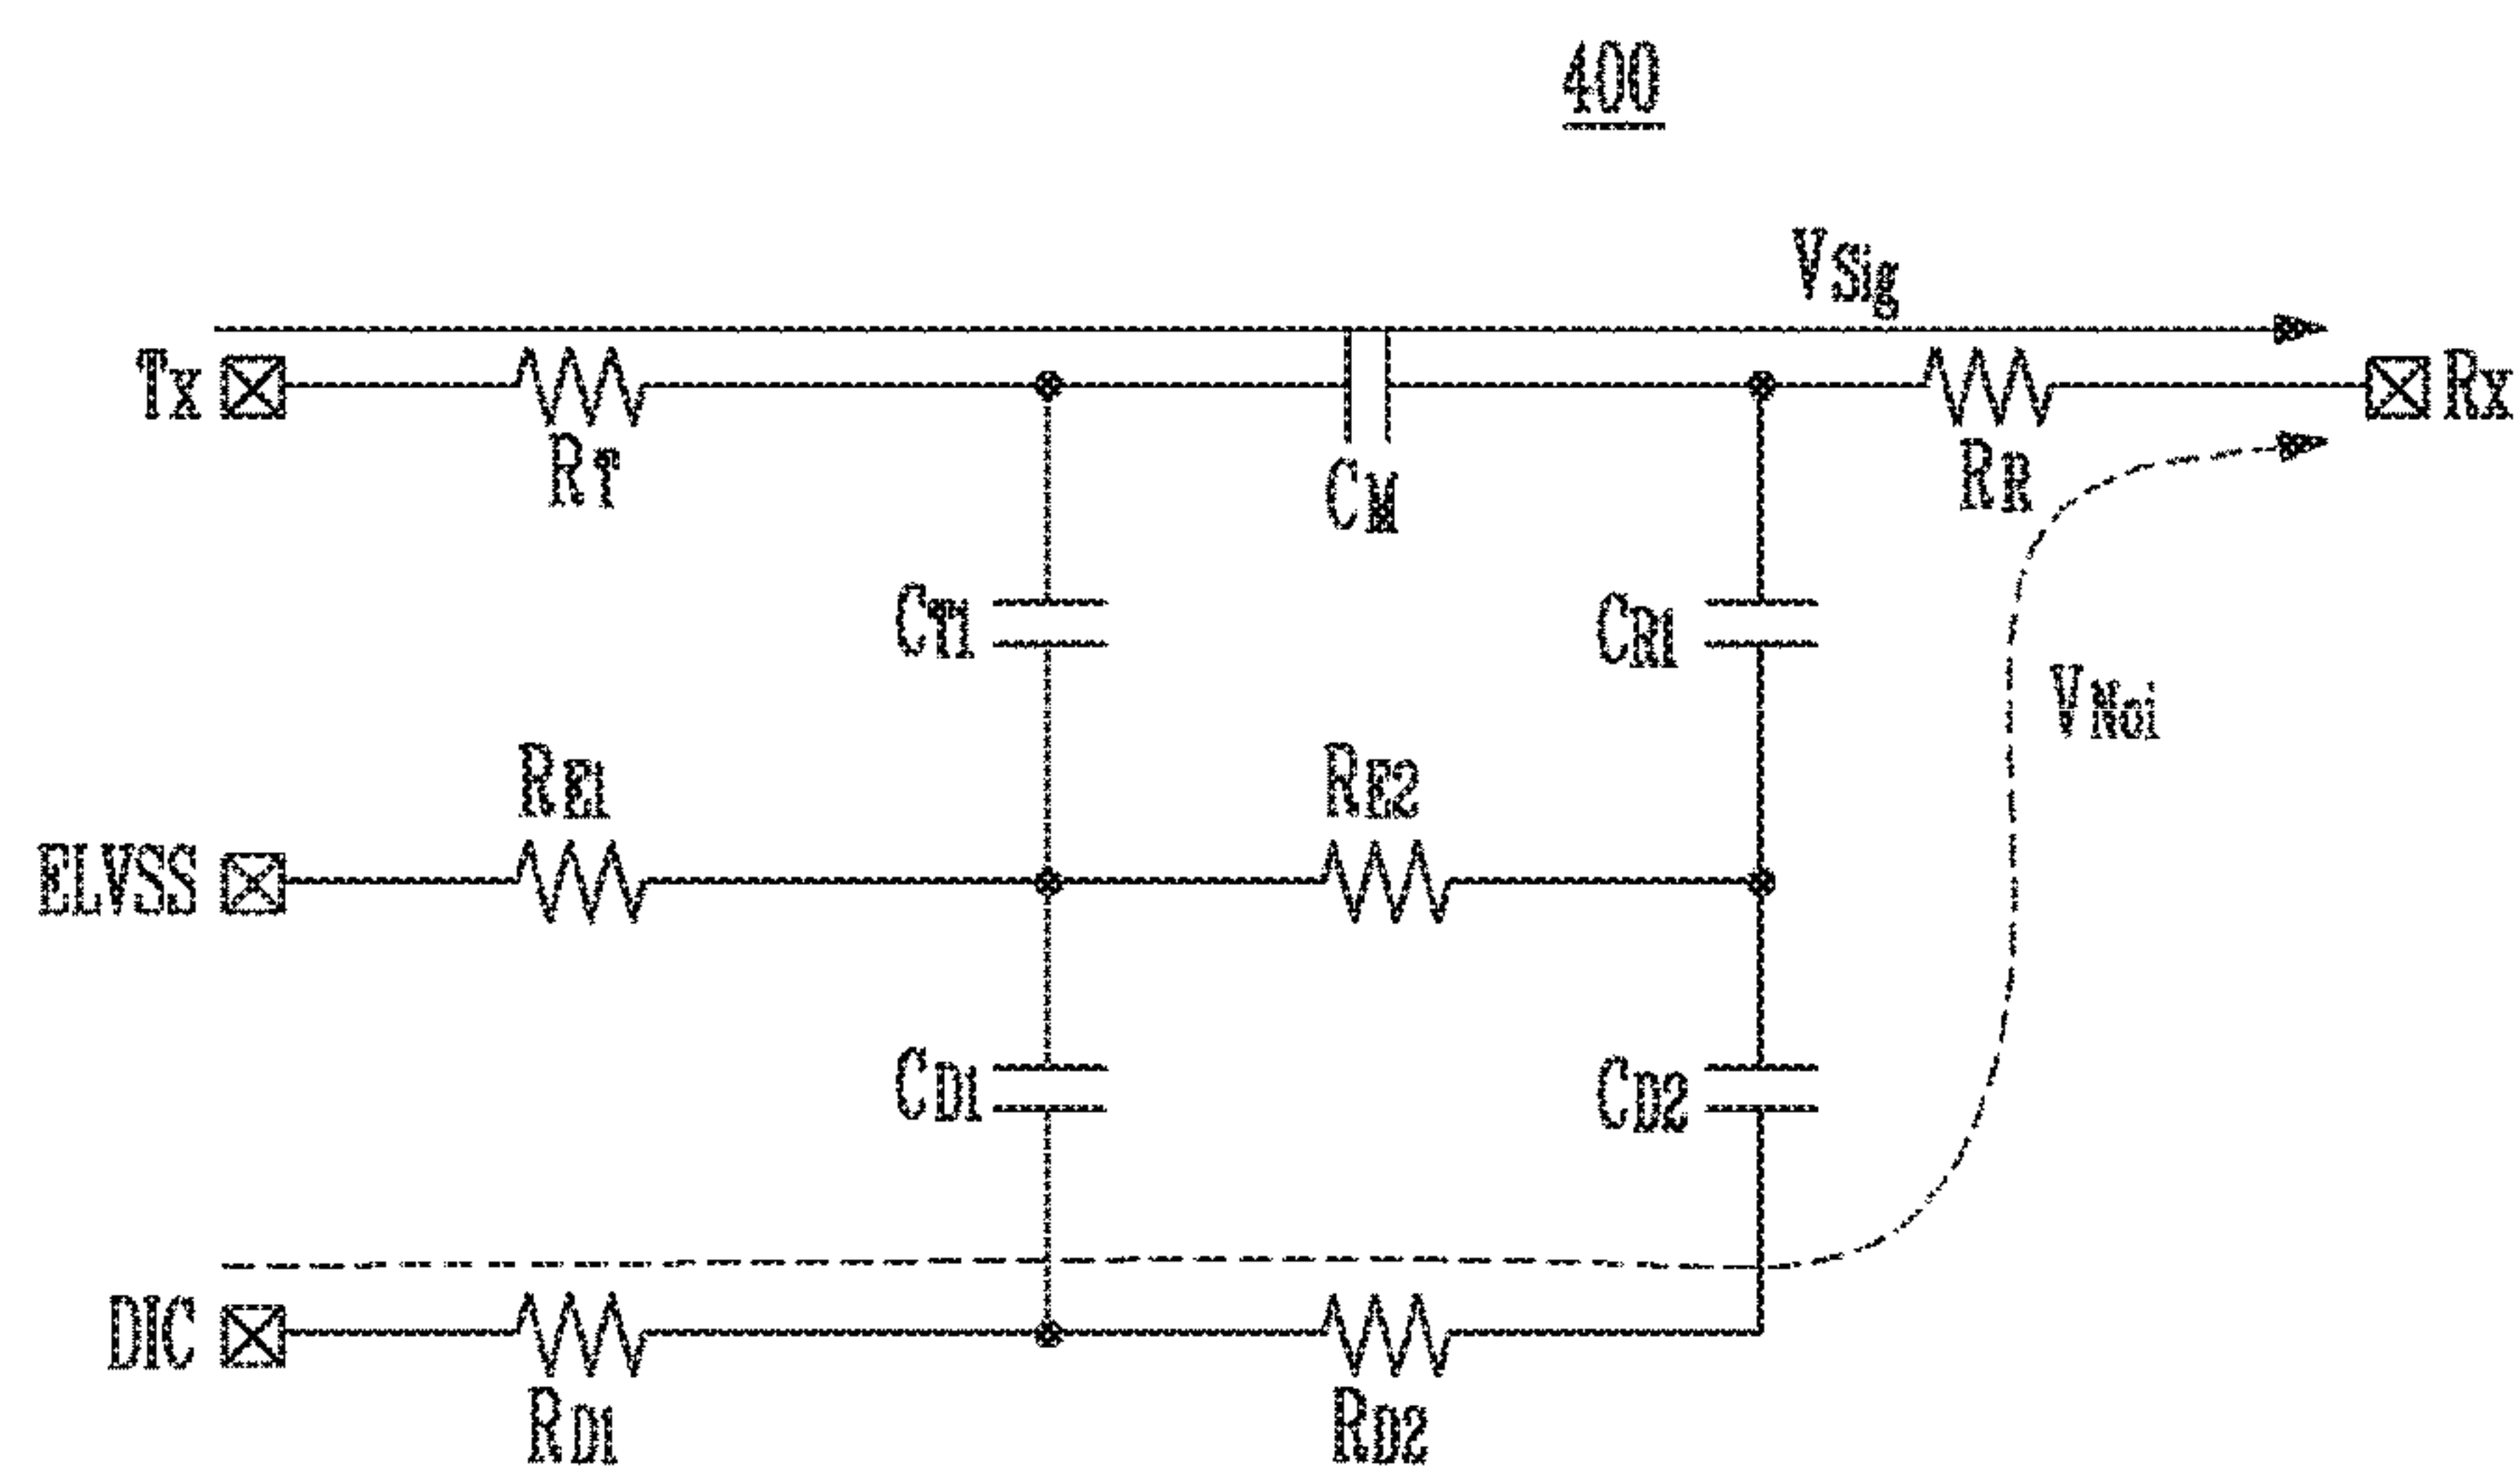 400
VSig
Tx
Rx
RT
CM
RR
CT1
CR1
VNoi
RE1
RE2
ELVSS
CD1
CD2
DIC
RD1
RD2